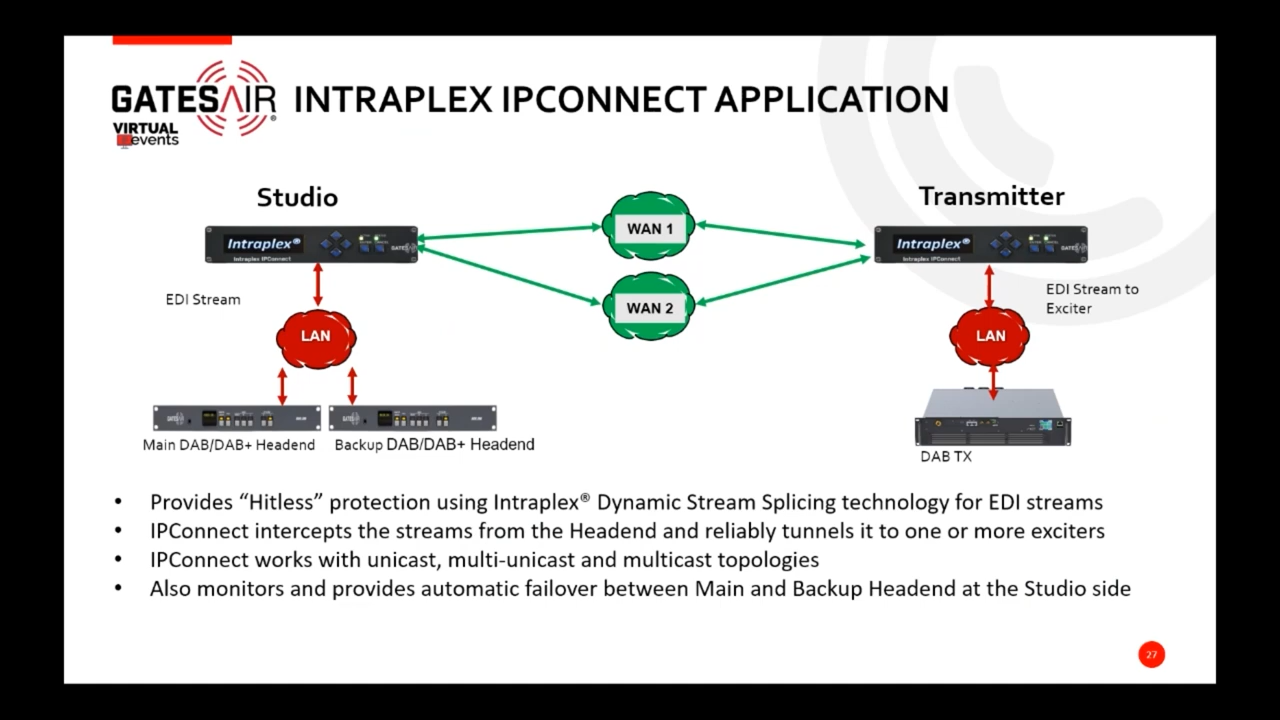 GATESAIR® INTRAPLEX IPCONNECT APPLICATION
VIRTUAL
events
Studio
Transmitter
Intraplex®
Intraplex IPConnect
GATES
WAN 1
Intraplex®
Intraplex IPConnect
GATES
EDI Stream
WAN 2
EDI Stream to
Exciter
LAN
LAN
GATES
GATES
Main DAB/DAB+ Headend
Backup DAB/DAB+ Headend
DAB TX
• Provides “Hitless” protection using Intraplex® Dynamic Stream Splicing technology for EDI streams
• IPConnect intercepts the streams from the Headend and reliably tunnels it to one or more exciters
• IPConnect works with unicast, multi-unicast and multicast topologies
• Also monitors and provides automatic failover between Main and Backup Headend at the Studio side
27